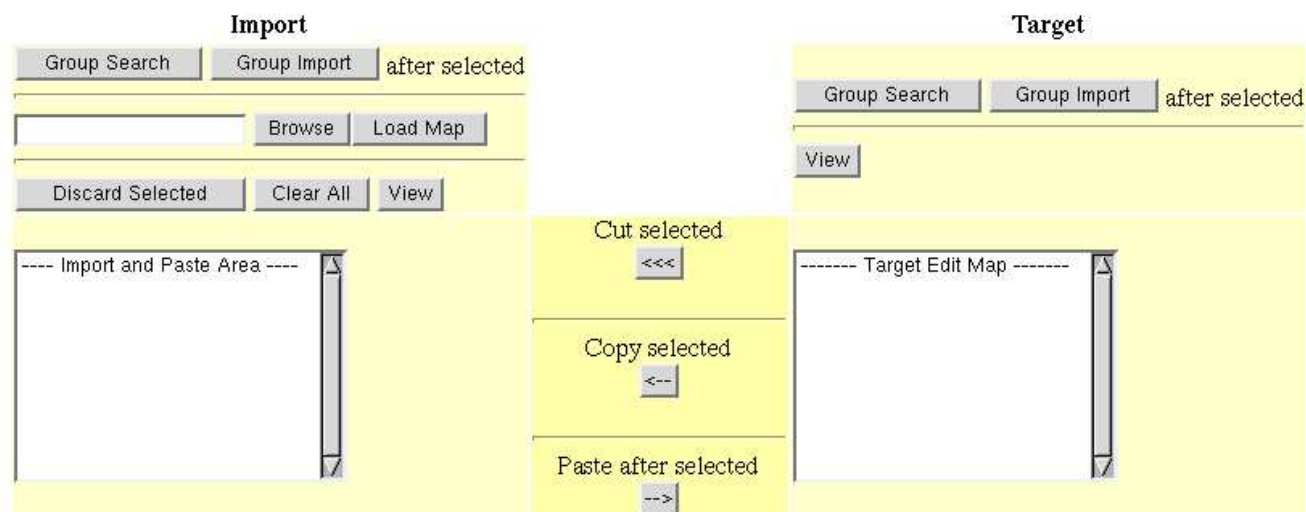 Import
Group Search Group Import after selected
Browse Load Map
Discard Selected Clear All View
---- Import and Paste Area ----
Cut selected
<<<
Copy selected
<--
Paste after selected
-->
Target
Group Search Group Import after selected
View
------- Target Edit Map -------